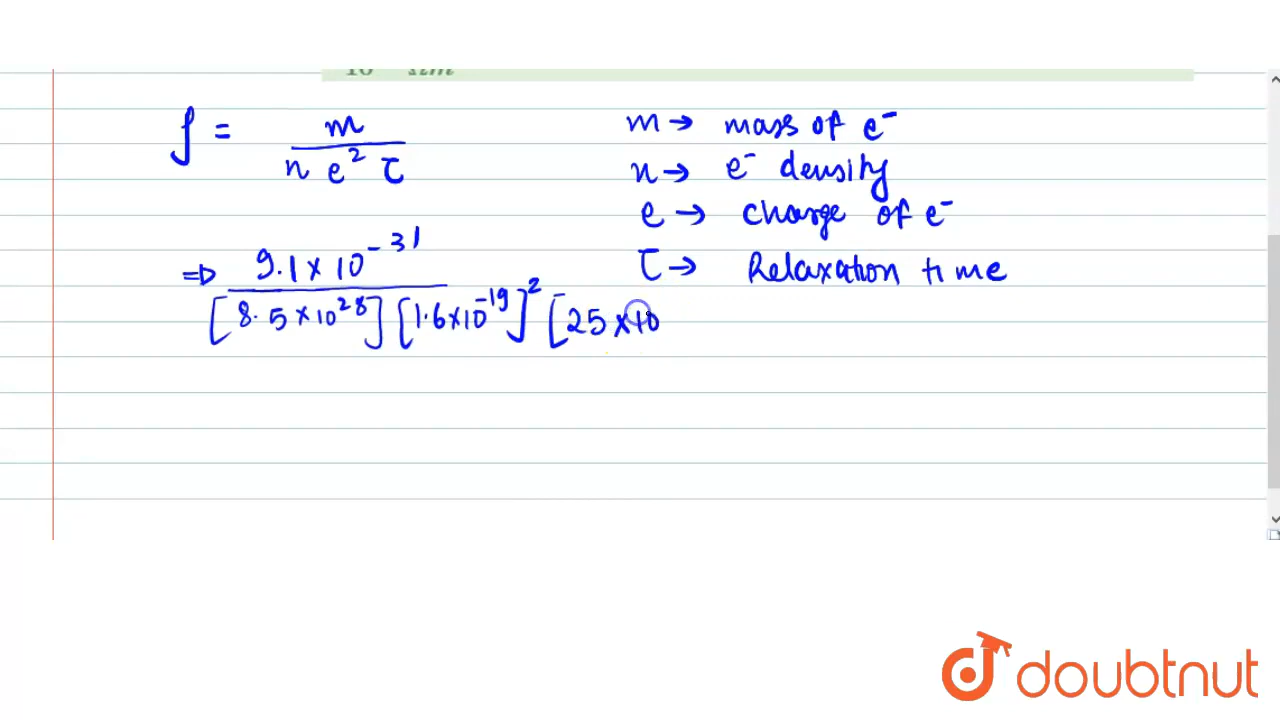 ρ = m / n e² τ
m → mass of e⁻
n → e⁻ density
e → charge of e⁻
τ → Relaxation time
⇒ 9.1 × 10⁻³¹ / [8.5 × 10²⁸] [1.6 × 10⁻¹⁹]² [25 × 10
doubtnut